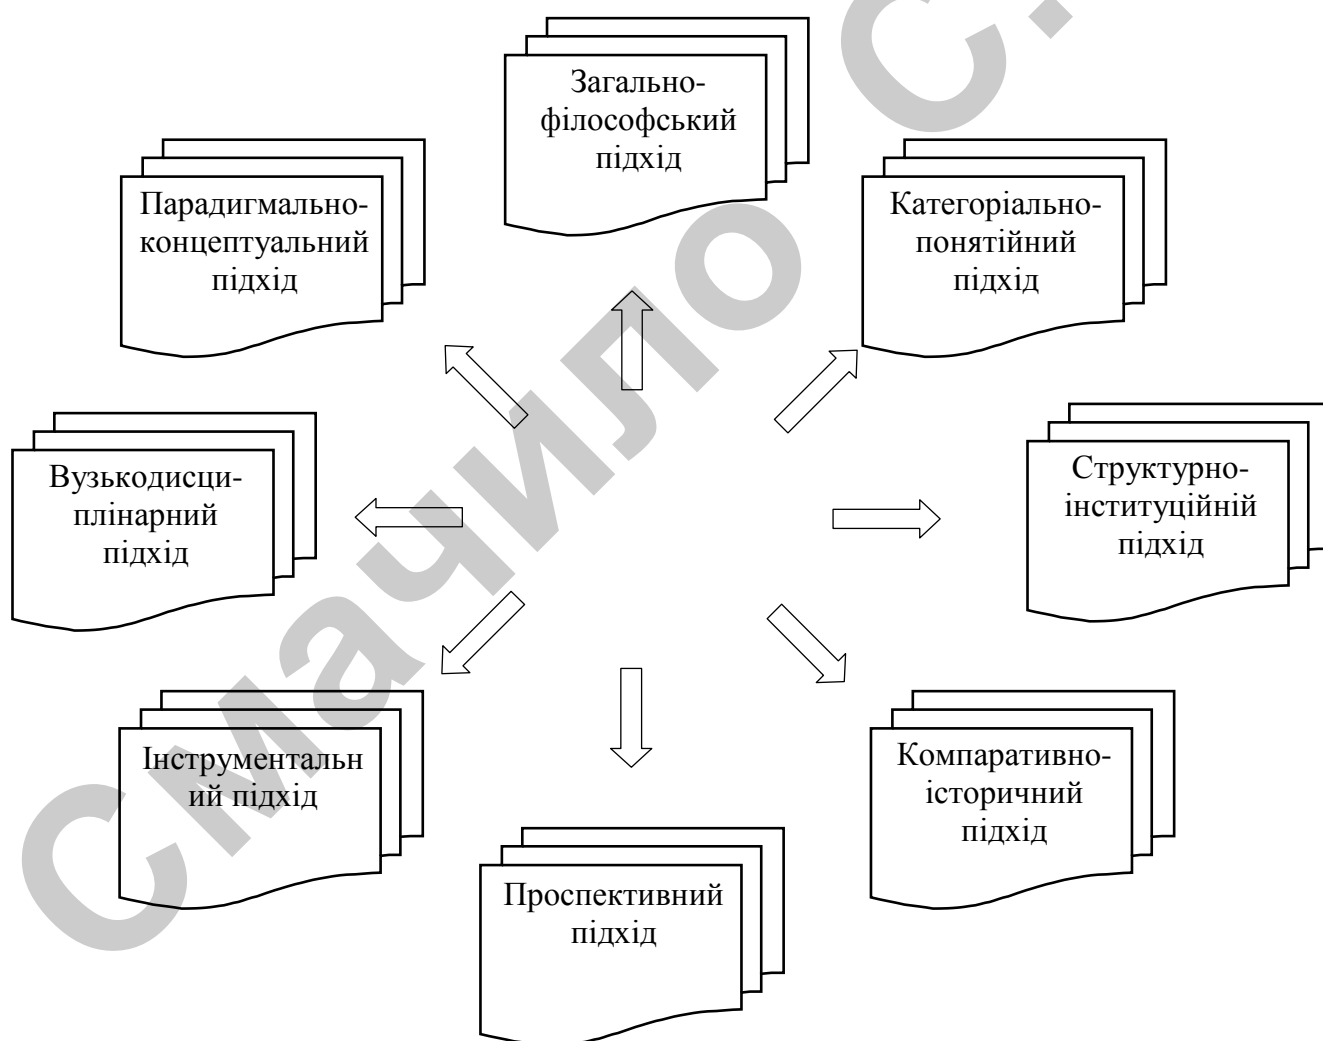 Загально-
філософський
підхід
Парадигмально-
концептуальний
підхід
Категоріально-
понятійний
підхід
Вузькодисци-
плінарний
підхід
Структурно-
інституційній
підхід
Інструментальн
ий підхід
Компаративно-
історичний
підхід
Проспективний
підхід
Смачило С.